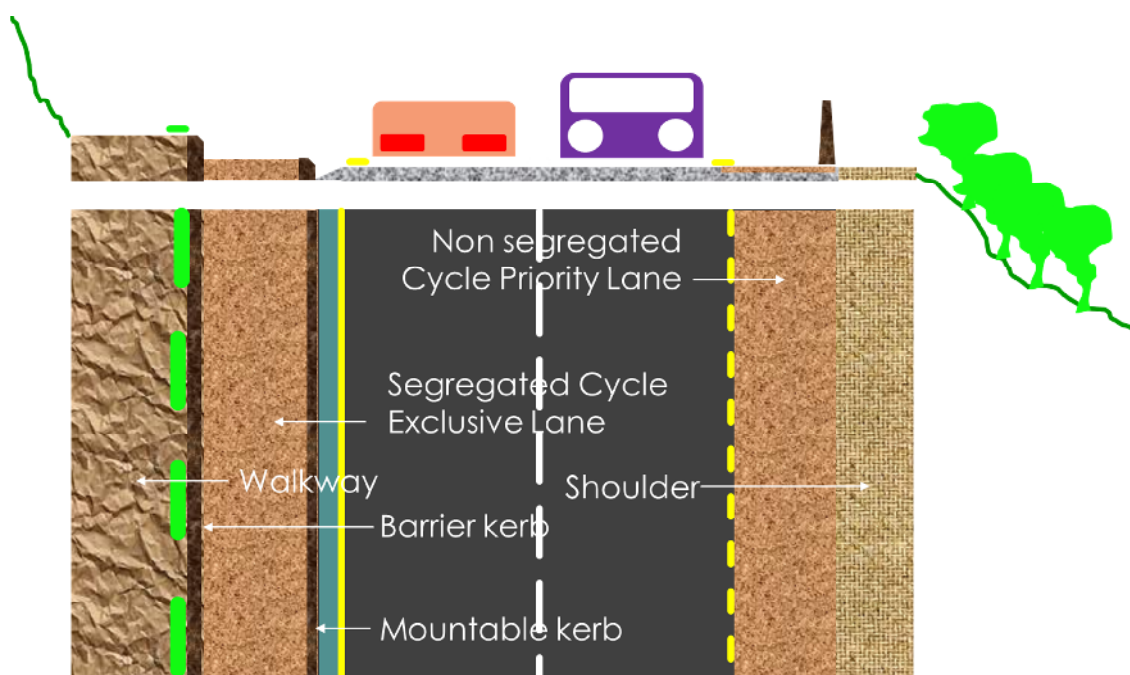 Non segregated
Cycle Priority Lane
Segregated Cycle
Exclusive Lane
Walkway
Shoulder
Barrier kerb
Mountable kerb